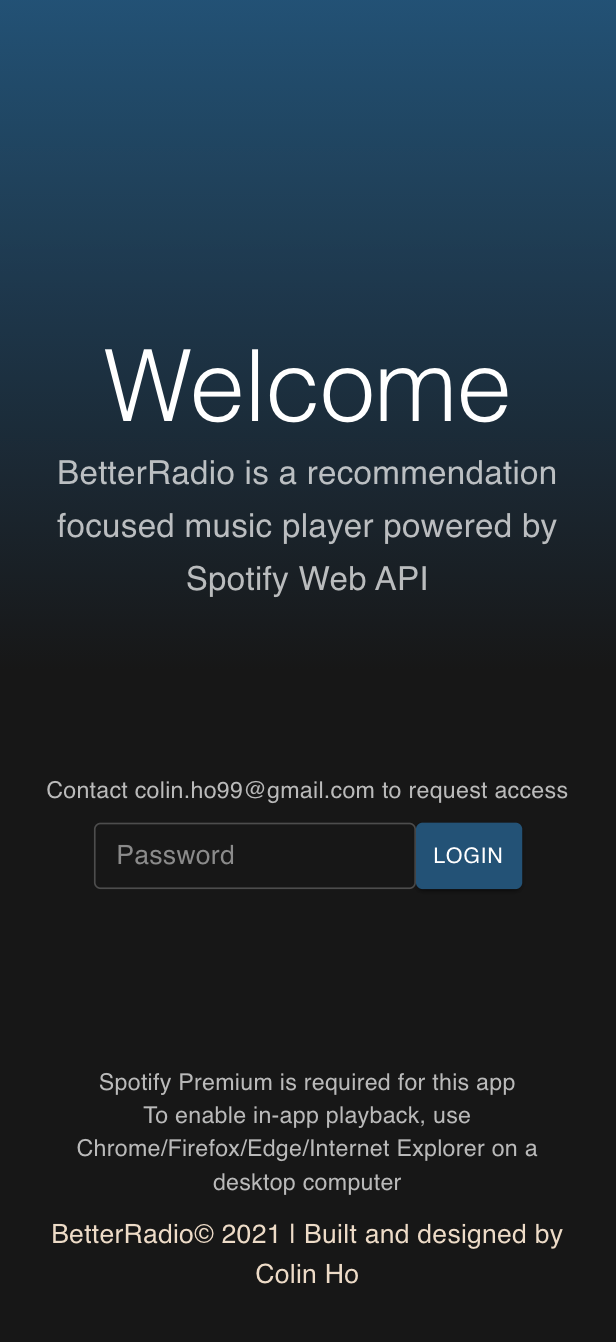 Welcome
BetterRadio is a recommendation
focused music player powered by
Spotify Web API
Contact colin.ho99@gmail.com to request access
Password
LOGIN
Spotify Premium is required for this app
To enable in-app playback, use
Chrome/Firefox/Edge/Internet Explorer on a
desktop computer
BetterRadio© 2021 | Built and designed by
Colin Ho